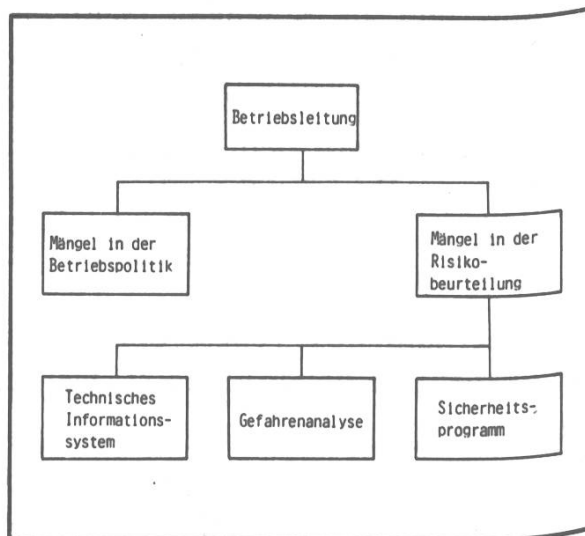 Betriebsleitung
Mängel in der
Betriebspolitik
Mängel in der
Risiko-
beurteilung
Technisches
Informations-
system
Gefahrenanalyse
Sicherheits-
programm